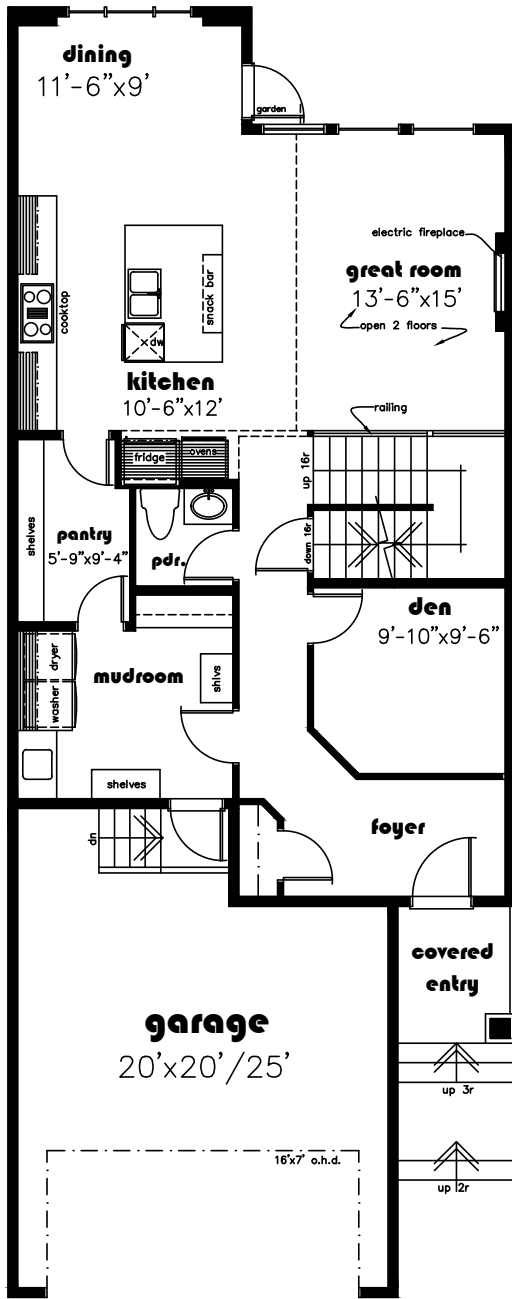 dining
11'-6"x9'
garden
electric fireplace
great room
13'-6"x15'
open 2 floors
cooktop
snack bar
dw
kitchen
10'-6"x12'
railing
fridge
ovens
up 16r
shelves
pantry
5'-9"x9'-4"
pdr.
down 16r
den
9'-10"x9'-6"
dryer
washer
mudroom
shlvs
shelves
dn
foyer
covered
entry
garage
20'x20'/25'
up 3r
16'x7' o.h.d.
up 2r